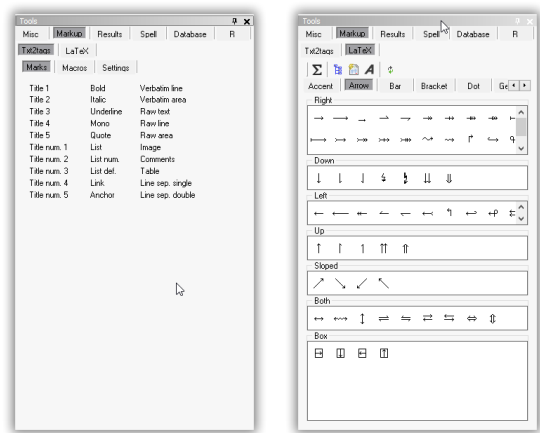 Tools
Misc Markup Results Spell Database R
Txt2tags LaTeX
Marks Macros Settings
Title 1 Bold Verbatim line
Title 2 Italic Verbatim area
Title 3 Underline Raw text
Title 4 Mono Raw line
Title 5 Quote Raw area
Title num. 1 List Image
Title num. 2 List num. Comments
Title num. 3 List def. Table
Title num. 4 Link Line sep. single
Title num. 5 Anchor Line sep. double
Tools
Misc Markup Results Spell Database R
Txt2tags LaTeX
Σ A
Accent Arrow Bar Bracket Dot Ge
Right
Down
Left
Up
Sloped
Both
Box